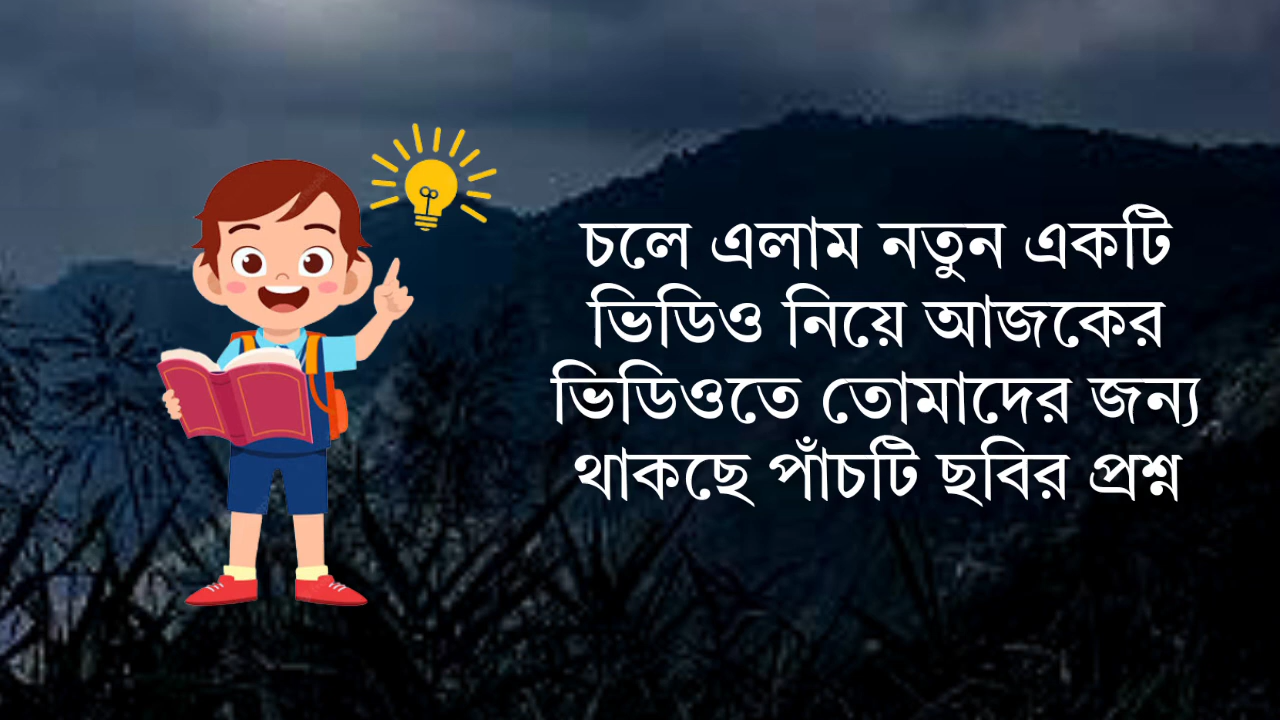 চলে এলাম নতুন একটি
ভিডিও নিয়ে আজকের
ভিডিওতে তোমাদের জন্য
থাকছে পাঁচটি ছবির প্রশ্ন